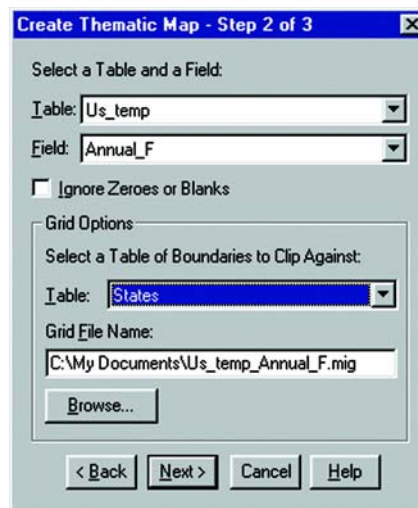 Create Thematic Map - Step 2 of 3
Select a Table and a Field:
Table: Us_temp
Field: Annual_F
Ignore Zeroes or Blanks
Grid Options
Select a Table of Boundaries to Clip Against:
Table: States
Grid File Name:
C:\My Documents\Us_temp_Annual_F.mig
Browse...
< Back Next > Cancel Help